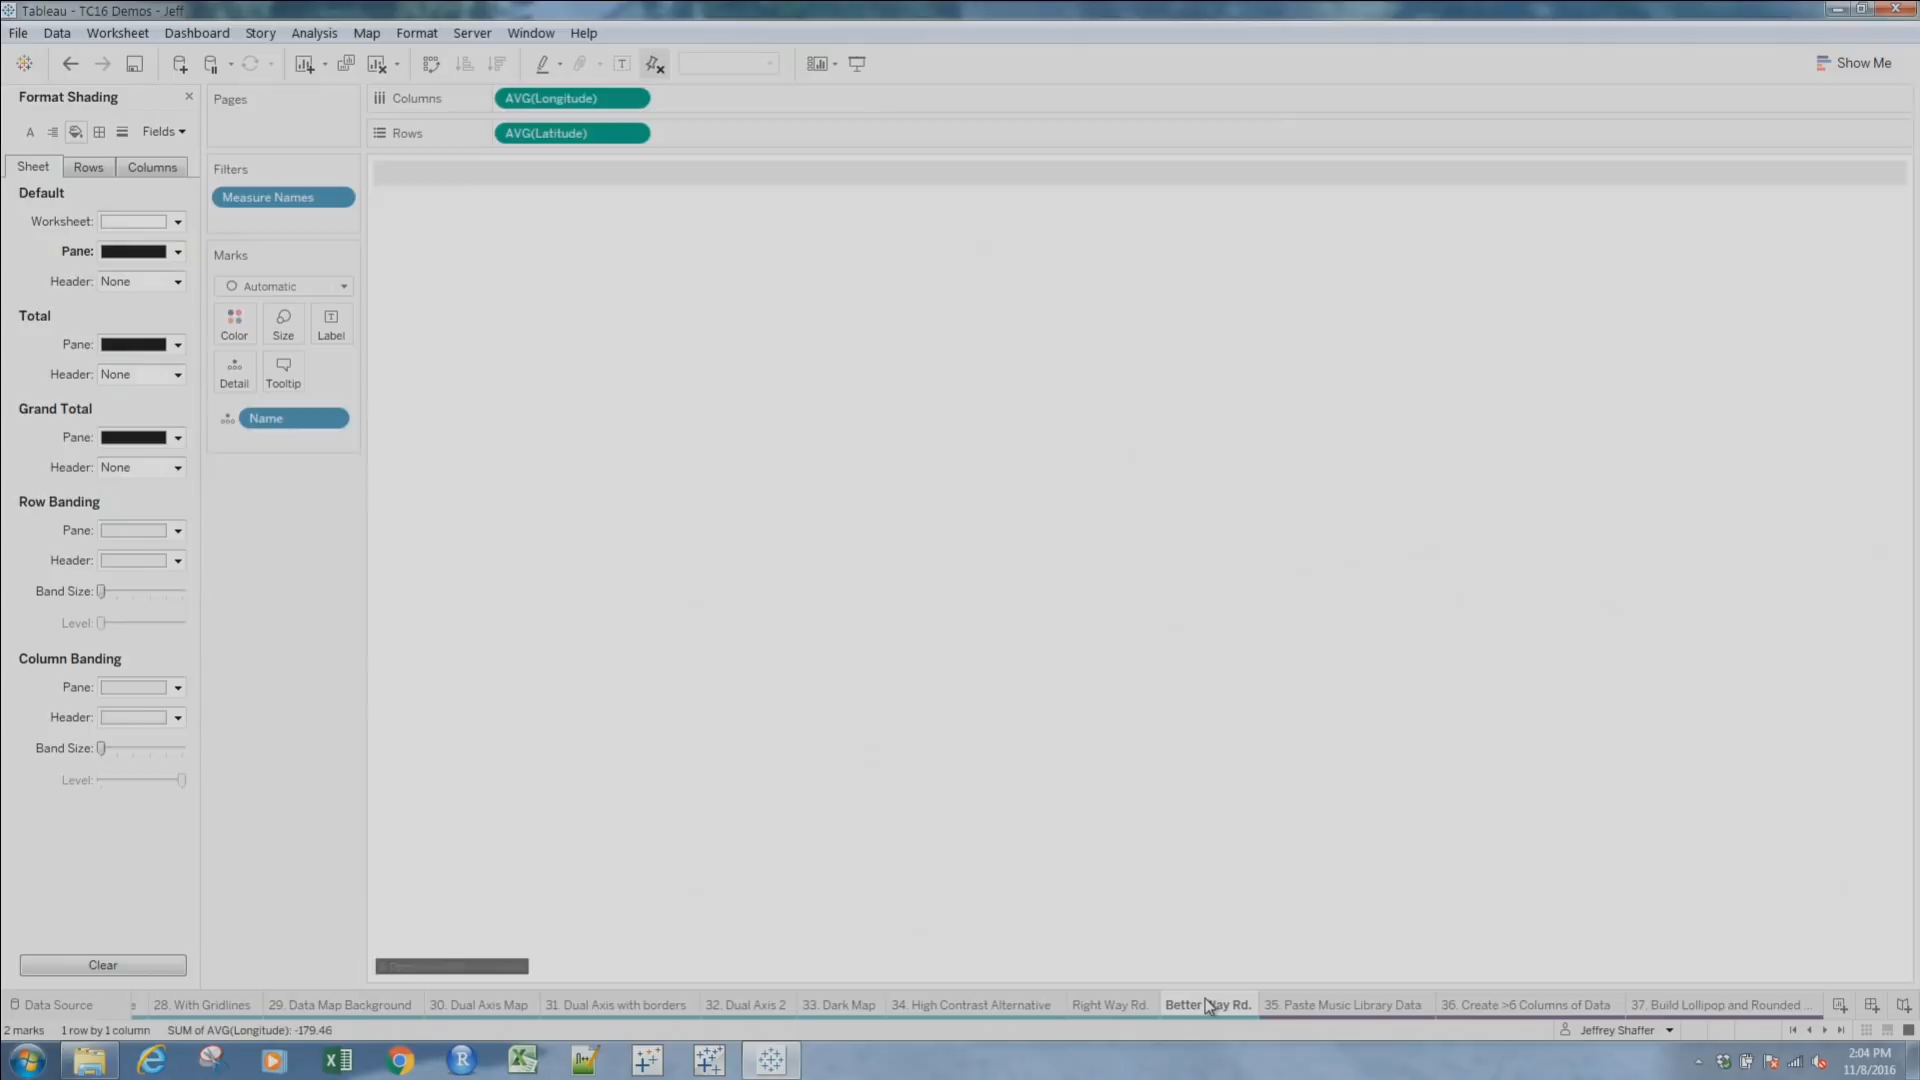 Tableau - TC16 Demos - Jeff
File Data Worksheet Dashboard Story Analysis Map Format Server Window Help
Show Me
Format Shading
Fields
Sheet Rows Columns
Default
Worksheet:
Pane:
Header: None
Total
Pane:
Header: None
Grand Total
Pane:
Header: None
Row Banding
Pane:
Header:
Band Size:
Level:
Column Banding
Pane:
Header:
Band Size:
Level:
Clear
Pages
Filters
Measure Names
Marks
Automatic
Color Size Label
Detail Tooltip
Name
Columns AVG(Longitude)
Rows AVG(Latitude)
Data Source 28. With Gridlines 29. Data Map Background 30. Dual Axis Map 31. Dual Axis with borders 32. Dual Axis 2 33. Dark Map 34. High Contrast Alternative Right Way Rd. Better Way Rd. 35. Paste Music Library Data 36. Create >6 Columns of Data 37. Build Lollipop and Rounded ...
2 marks 1 row by 1 column SUM of AVG(Longitude): -179.46 Jeffrey Shaffer
2:04 PM
11/8/2016